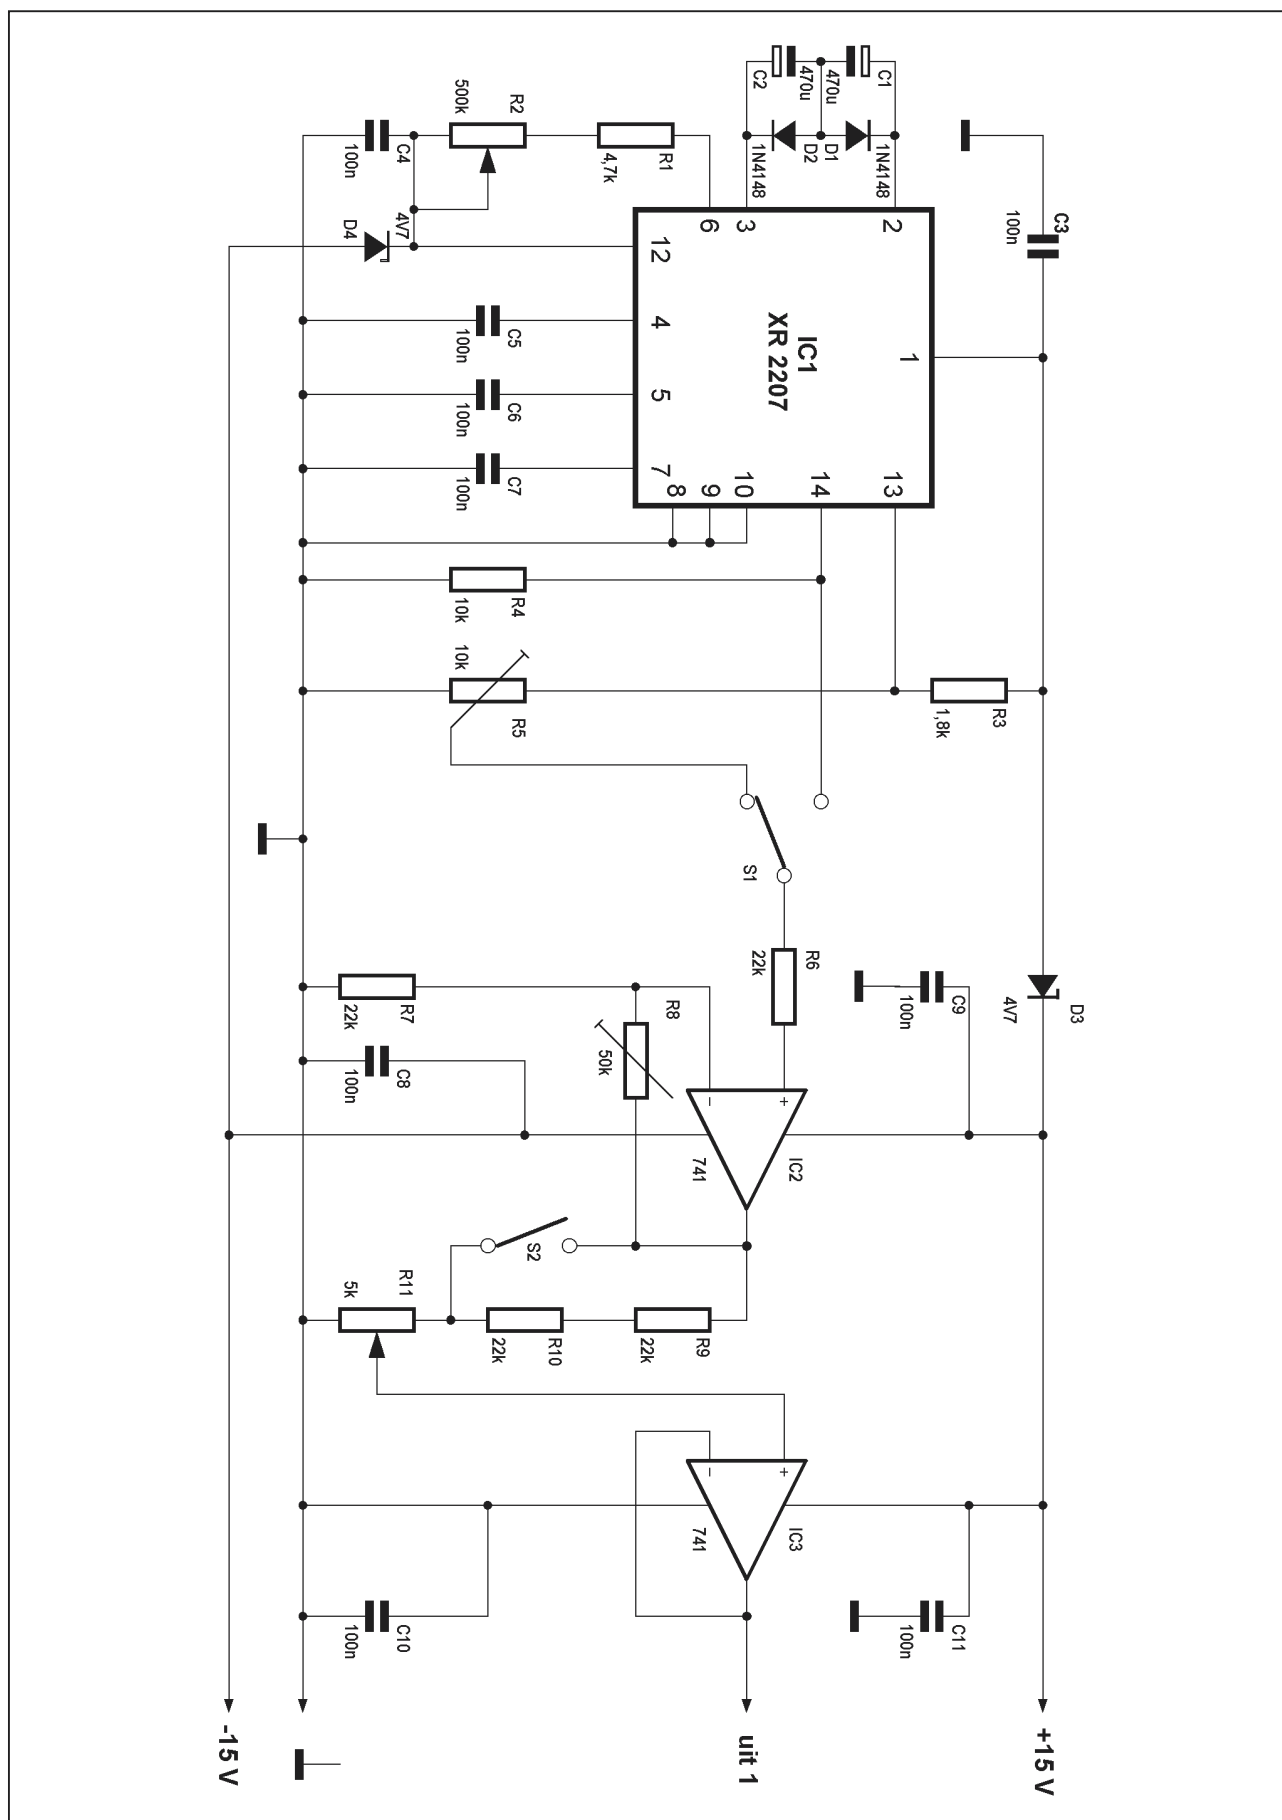 C3
100n
+15 V
D3
4V7
R3
1,8k
C1
470u
C2
470u
1N4148
D1
D2
1N4148
2
3
6
12
1
IC1
XR 2207
4
5
7
8
9
10
14
13
R1
4,7k
R2
500k
C4
100n
4V7
D4
C5
100n
C6
100n
C7
100n
R4
10k
10k
R5
S1
R6
22k
C9
100n
R7
22k
R8
50k
C8
100n
+
−
IC2
741
S2
R9
22k
R10
22k
R11
5k
+
−
IC3
741
C11
100n
C10
100n
uit 1
-15 V